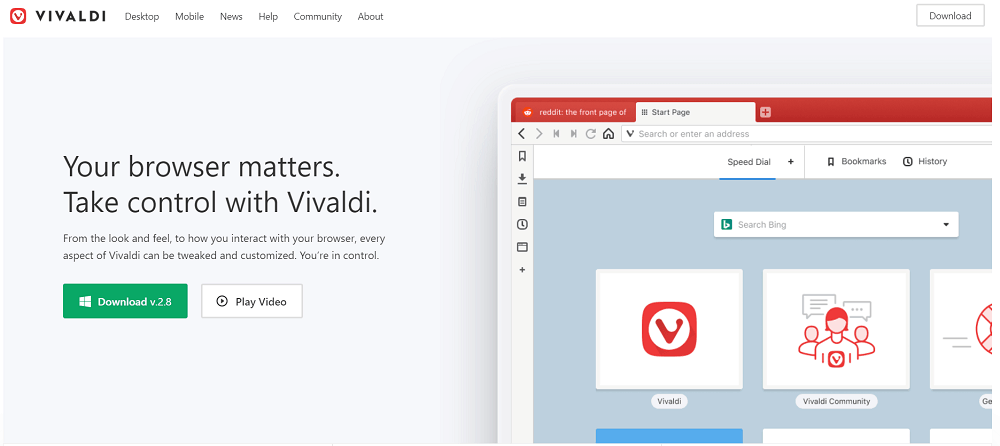 VIVALDI Desktop Mobile News Help Community About Download
reddit: the front page of Start Page
Search or enter an address
Speed Dial Bookmarks History
Search Bing
Your browser matters.
Take control with Vivaldi.
From the look and feel, to how you interact with your browser, every
aspect of Vivaldi can be tweaked and customized. You're in control.
Download v.2.8 Play Video
Vivaldi Vivaldi Community Ge